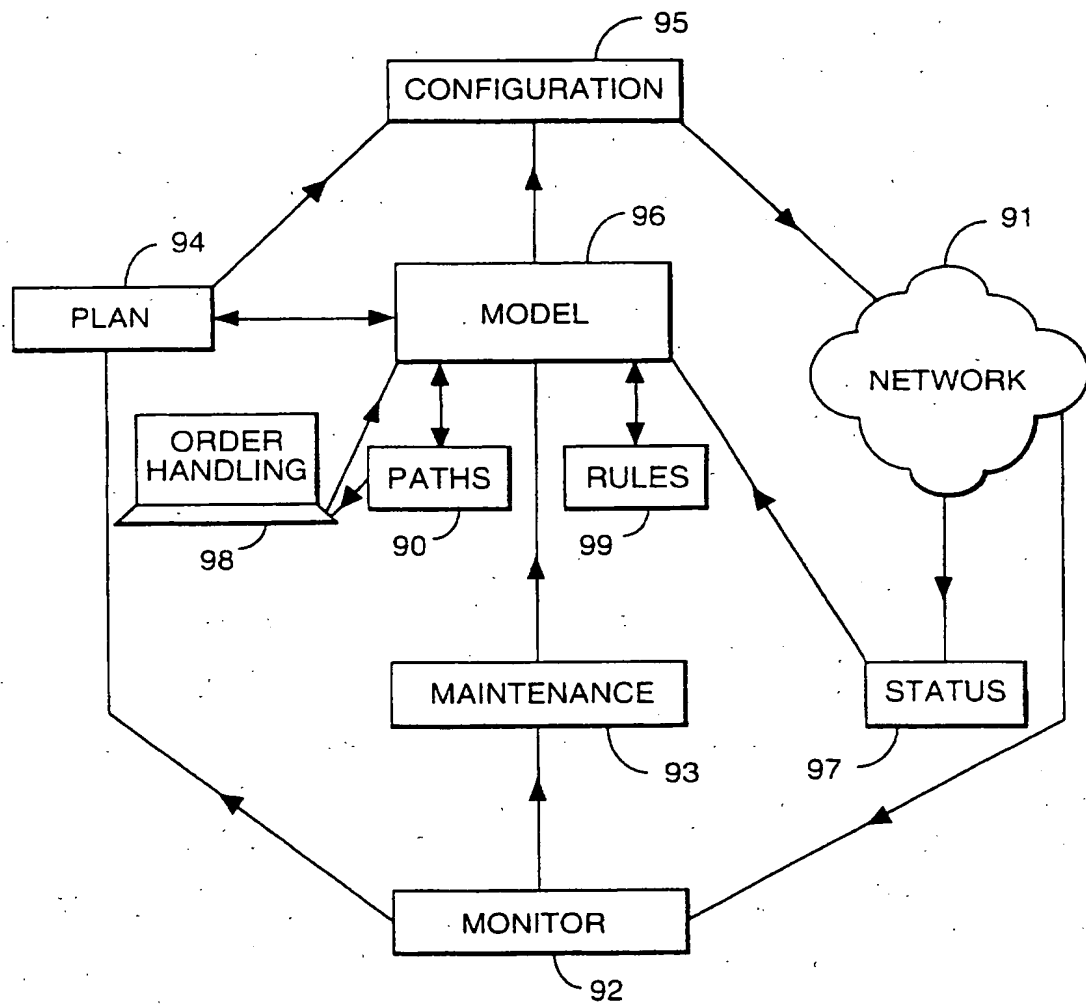 95
CONFIGURATION
96
91
94
PLAN
MODEL
NETWORK
ORDER
HANDLING
PATHS
RULES
98
90
99
MAINTENANCE
STATUS
93
97
MONITOR
92